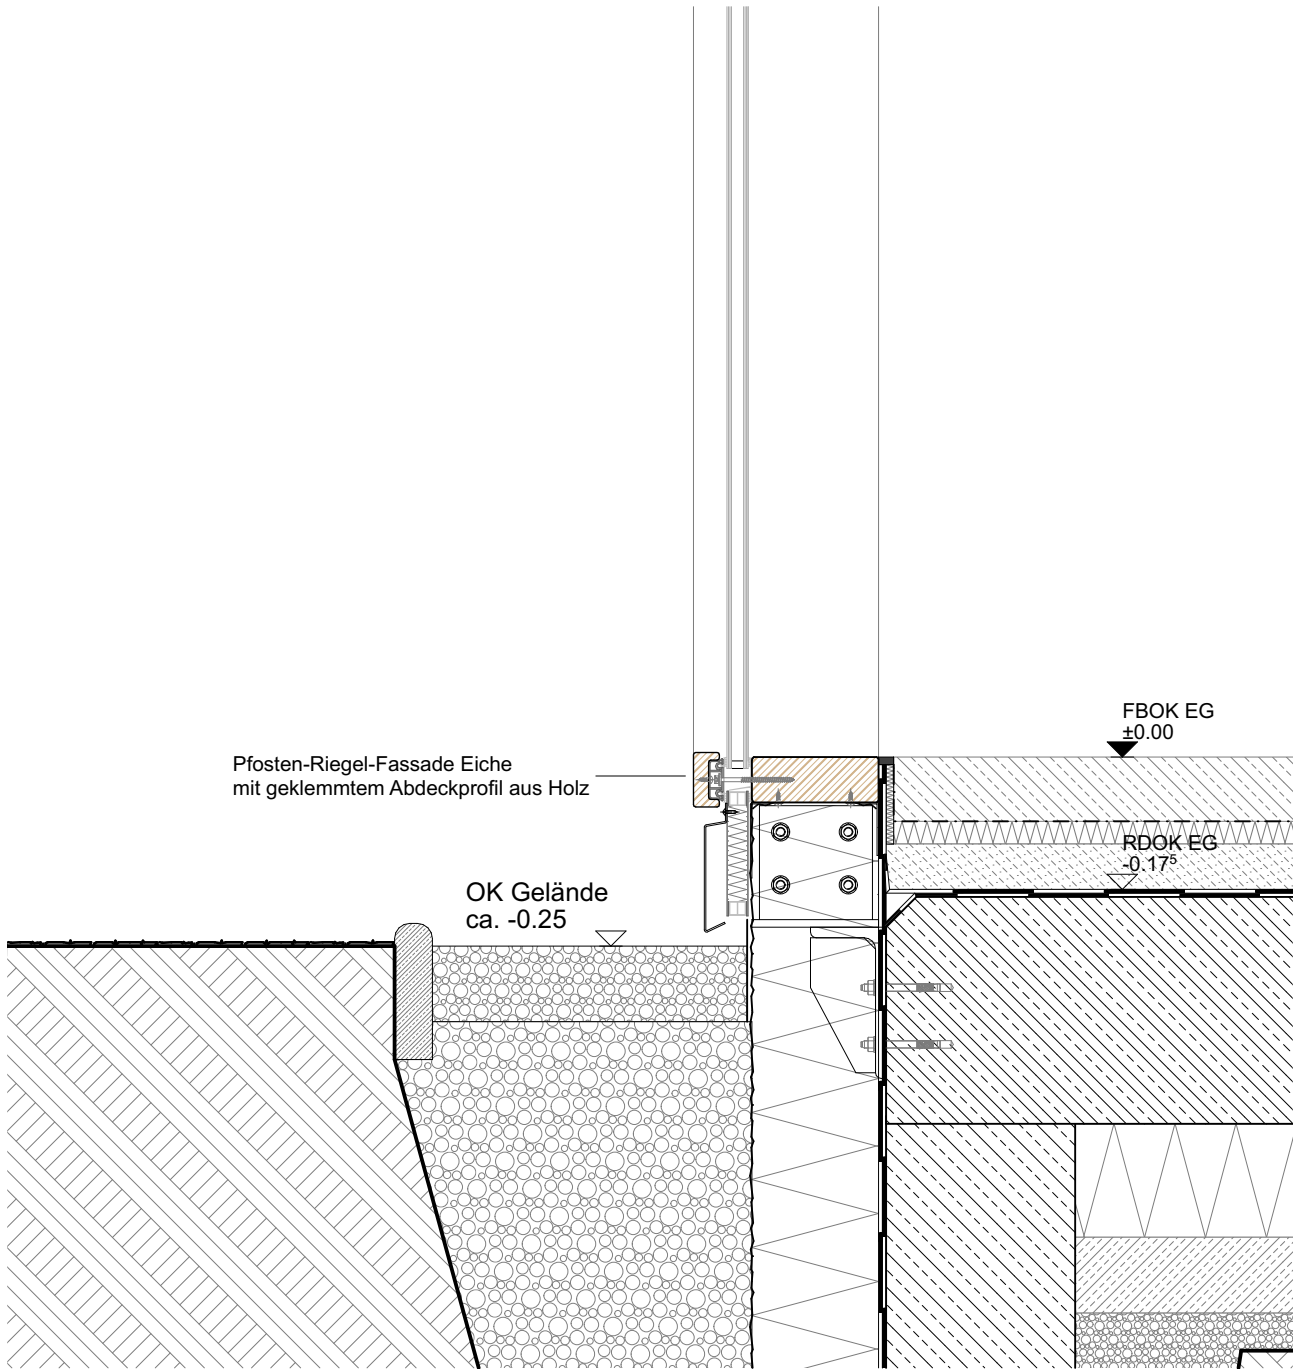 FBOK EG
±0.00
Pfosten-Riegel-Fassade Eiche
mit geklemmtem Abdeckprofil aus Holz
RDOK EG
-0.17⁵
OK Gelände
ca. -0.25